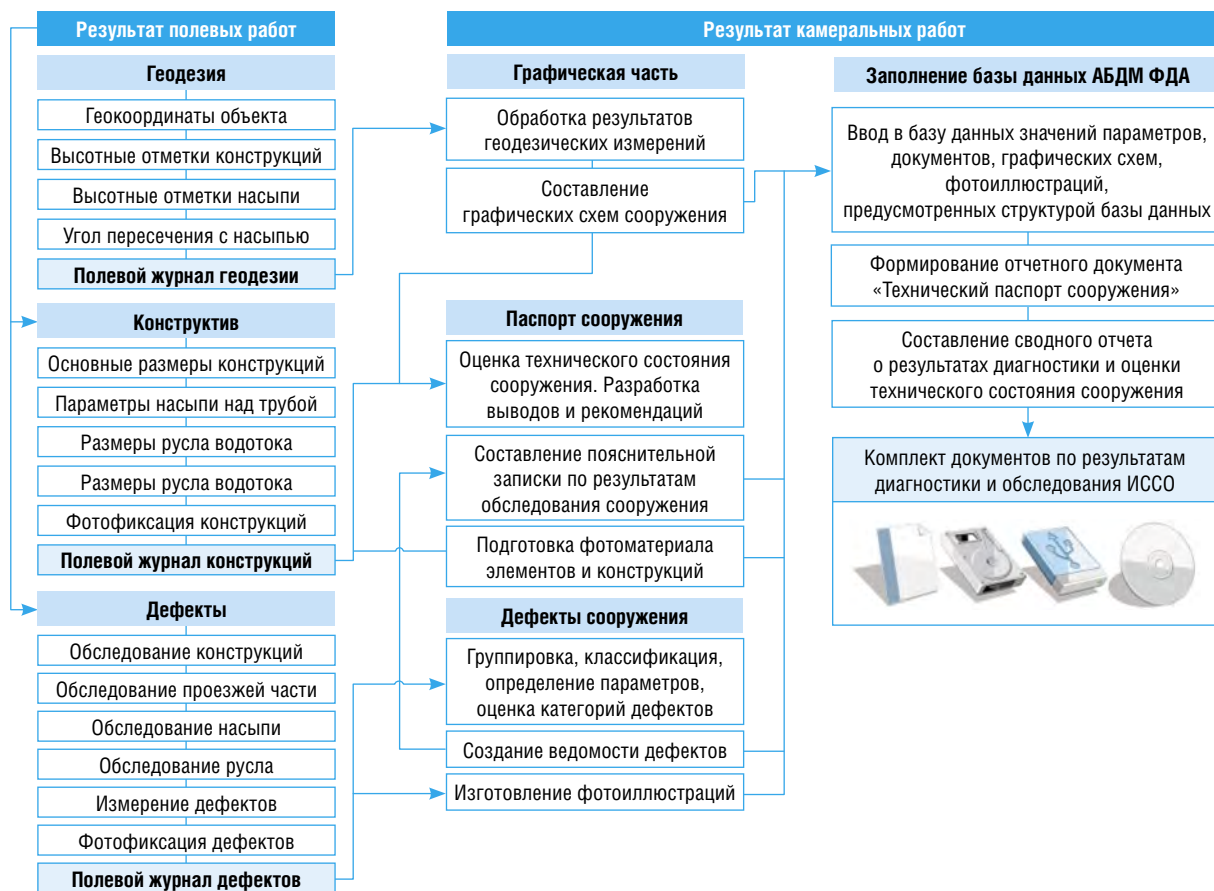 Результат полевых работ
Геодезия
Геокоординаты объекта
Высотные отметки конструкций
Высотные отметки насыпи
Угол пересечения с насыпью
Полевой журнал геодезии
Конструктив
Основные размеры конструкций
Параметры насыпи над трубой
Размеры русла водотока
Размеры русла водотока
Фотофиксация конструкций
Полевой журнал конструкций
Дефекты
Обследование конструкций
Обследование проезжей части
Обследование насыпи
Обследование русла
Измерение дефектов
Фотофиксация дефектов
Полевой журнал дефектов
Результат камеральных работ
Графическая часть
Обработка результатов
геодезических измерений
Составление
графических схем сооружения
Паспорт сооружения
Оценка технического состояния
сооружения. Разработка
выводов и рекомендаций
Составление пояснительной
записки по результатам
обследования сооружения
Подготовка фотоматериала
элементов и конструкций
Дефекты сооружения
Группировка, классификация,
определение параметров,
оценка категорий дефектов
Создание ведомости дефектов
Изготовление фотоиллюстраций
Заполнение базы данных АБДМ ФДА
Ввод в базу данных значений параметров,
документов, графических схем,
фотоиллюстраций,
предусмотренных структурой базы данных
Формирование отчетного документа
«Технический паспорт сооружения»
Составление сводного отчета
о результатах диагностики и оценки
технического состояния сооружения
Комплект документов по результатам
диагностики и обследования ИССО